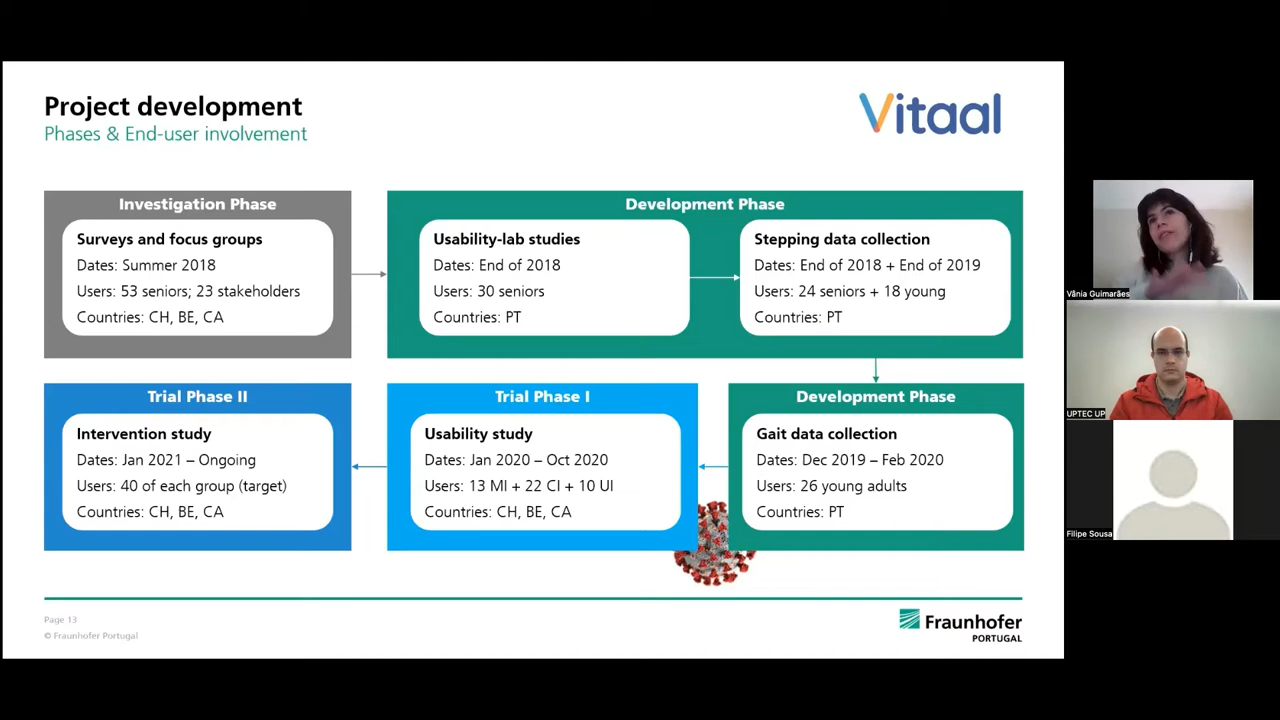 Project development
Phases & End-user involvement
Vitaal
Investigation Phase
Surveys and focus groups
Dates: Summer 2018
Users: 53 seniors; 23 stakeholders
Countries: CH, BE, CA
Development Phase
Usability-lab studies
Dates: End of 2018
Users: 30 seniors
Countries: PT
Stepping data collection
Dates: End of 2018 + End of 2019
Users: 24 seniors + 18 young
Countries: PT
Trial Phase II
Intervention study
Dates: Jan 2021 – Ongoing
Users: 40 of each group (target)
Countries: CH, BE, CA
Trial Phase I
Usability study
Dates: Jan 2020 – Oct 2020
Users: 13 MI + 22 CI + 10 UI
Countries: CH, BE, CA
Development Phase
Gait data collection
Dates: Dec 2019 – Feb 2020
Users: 26 young adults
Countries: PT
Page 13
© Fraunhofer Portugal
Fraunhofer
PORTUGAL
Vânia Guimarães
UPTEC UP
Filipe Sousa